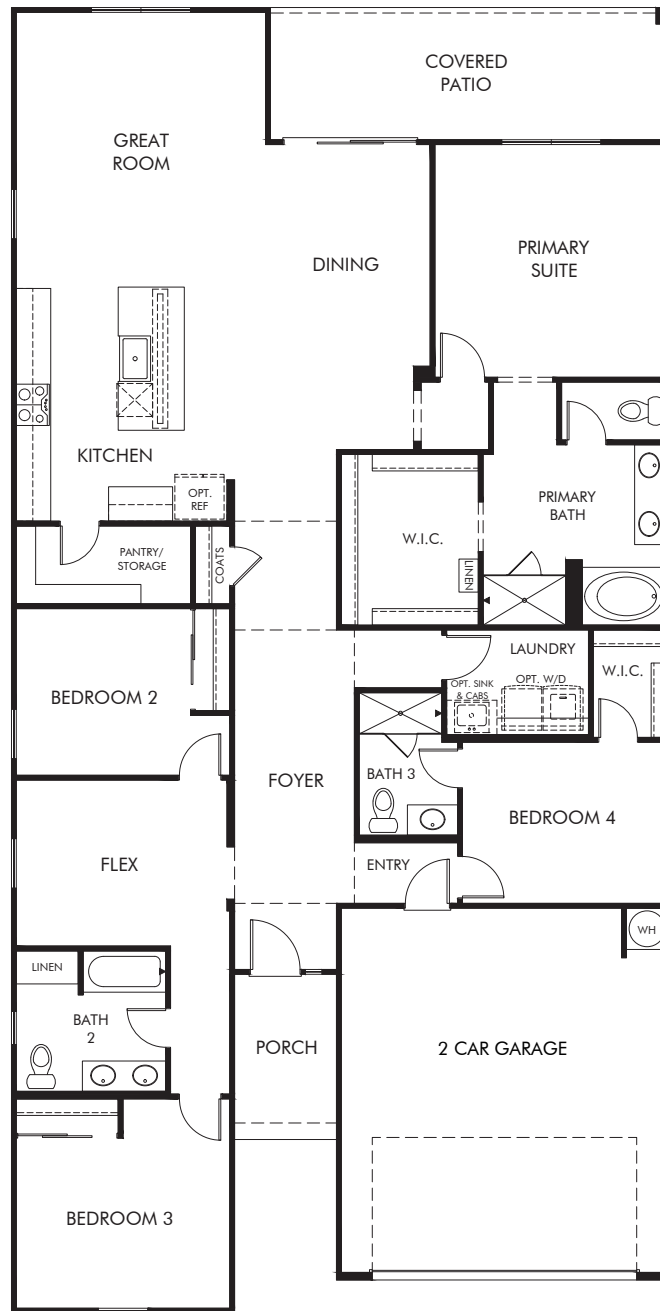 COVERED
PATIO
GREAT
ROOM
DINING
PRIMARY
SUITE
KITCHEN
OPT.
REF
PRIMARY
BATH
W.I.C.
LINEN
PANTRY/
STORAGE
COATS
LAUNDRY
OPT. SINK
& CABS
OPT. W/D
W.I.C.
BEDROOM 2
FOYER
BATH 3
BEDROOM 4
FLEX
ENTRY
WH
LINEN
BATH
2
PORCH
2 CAR GARAGE
BEDROOM 3